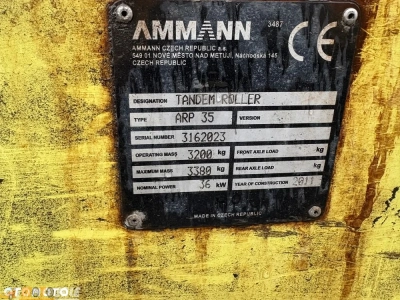 AMMANN 3487 CE
AMMANN CZECH REPUBLIC a.s.
549 01 NOVÉ MĚSTO NAD METUJÍ, Náchodská 145
CZECH REPUBLIC
DESIGNATION TANDEM ROLLER
TYPE ARP 35 VERSION
SERIAL NUMBER 3162023
OPERATING MASS 3200 kg FRONT AXLE LOAD kg
MAXIMUM MASS 3380 kg REAR AXLE LOAD kg
NOMINAL POWER 36 kW YEAR OF CONSTRUCTION 2011
MADE IN CZECH REPUBLIC
OTOMOTO